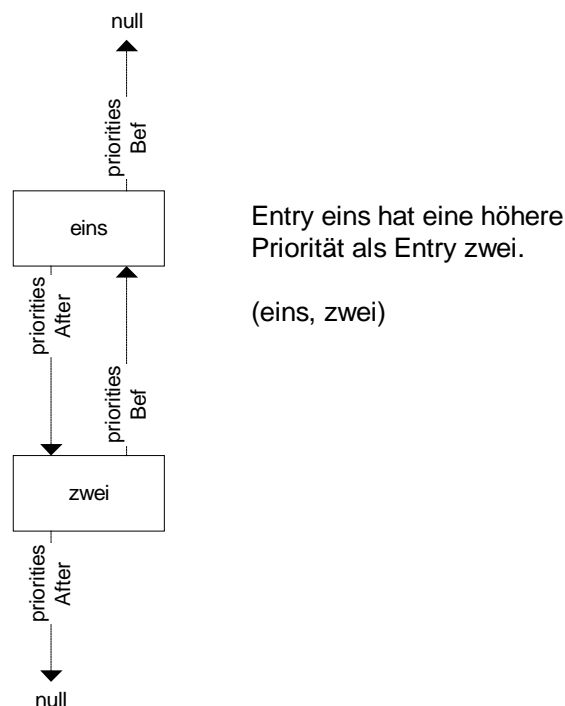 null
priorities
Bef
eins
Entry eins hat eine höhere
Priorität als Entry zwei.
(eins, zwei)
priorities
After
priorities
Bef
zwei
priorities
After
null